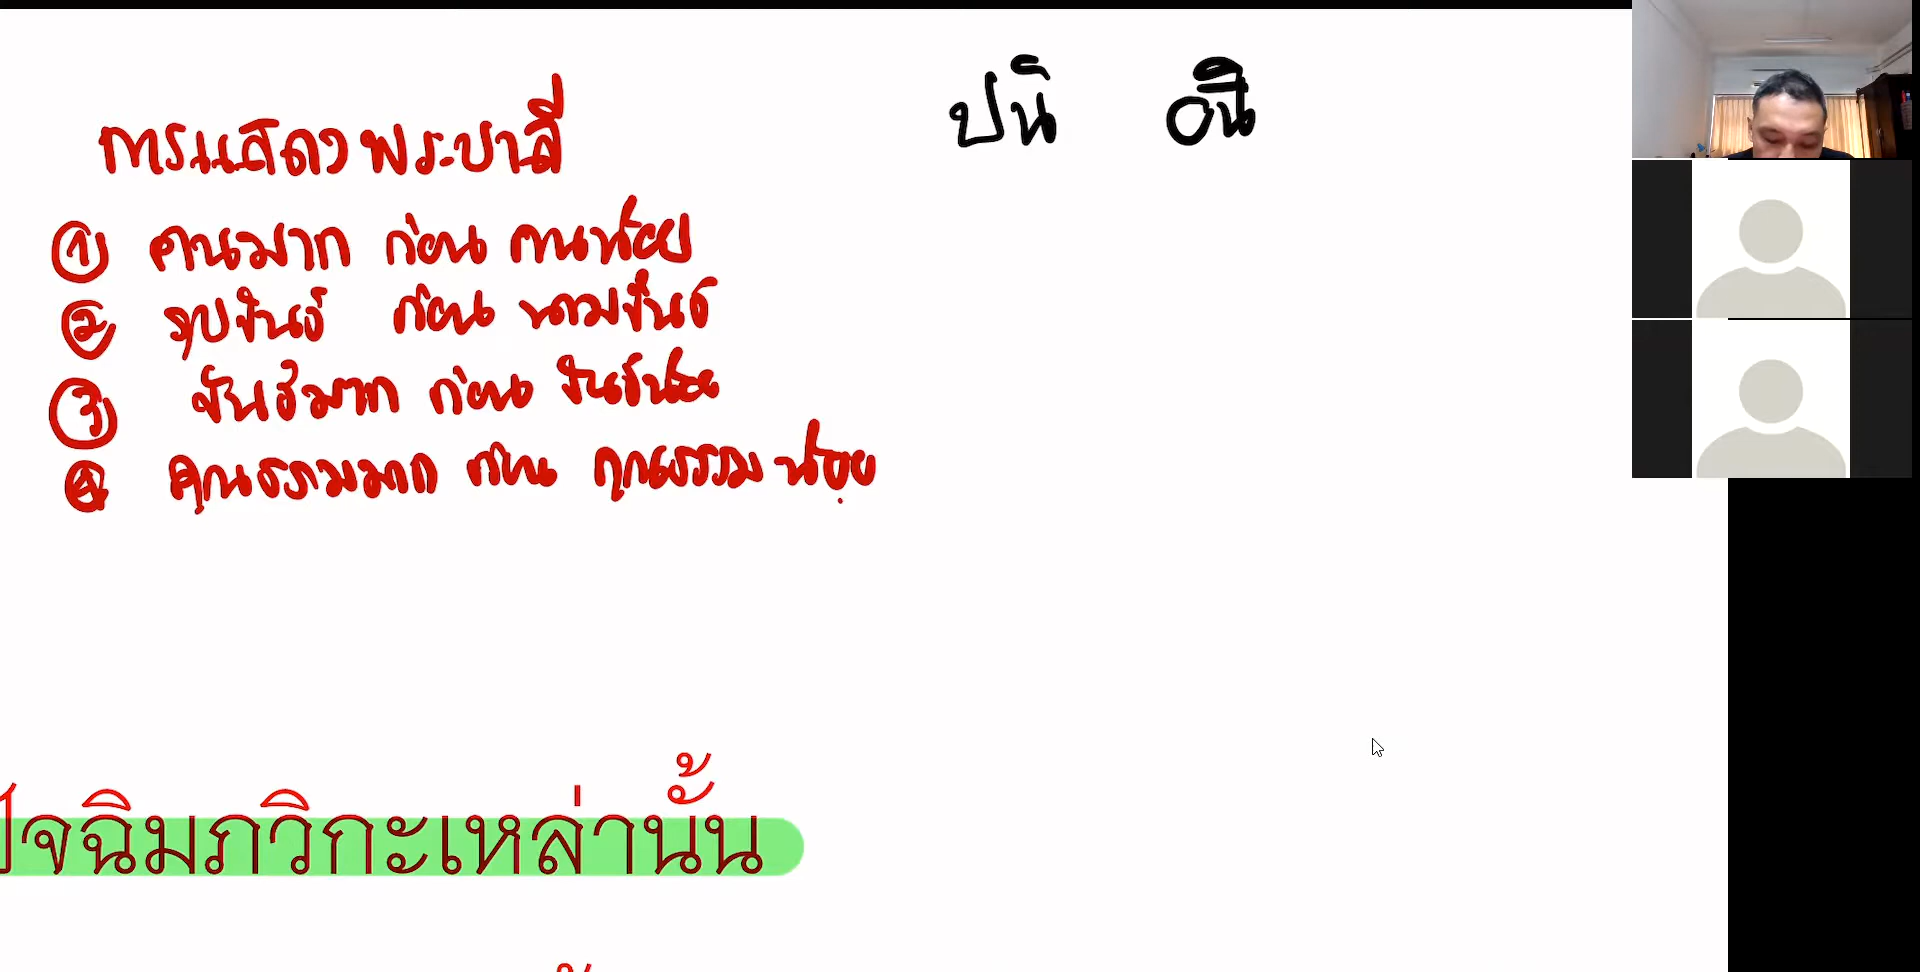 การแสดงพระบาลี
① คนมาก ก่อน คนน้อย
② รูปขันธ์ ก่อน นามขันธ์
③ ขันธ์มาก ก่อน ขันธ์น้อย
④ คุณธรรมมาก ก่อน คุณธรรมน้อย
ปนิ
ปัจฉิมภวิกะเหล่านั้น